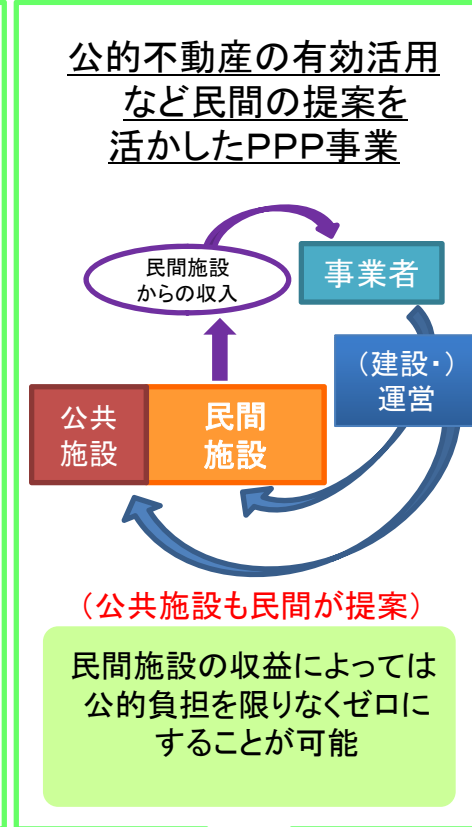 公的不動産の有効活用
など民間の提案を
活かしたPPP事業
民間施設
からの収入
事業者
（建設・）
運営
公共
施設
民間
施設
（公共施設も民間が提案）
民間施設の収益によっては
公的負担を限りなくゼロに
することが可能